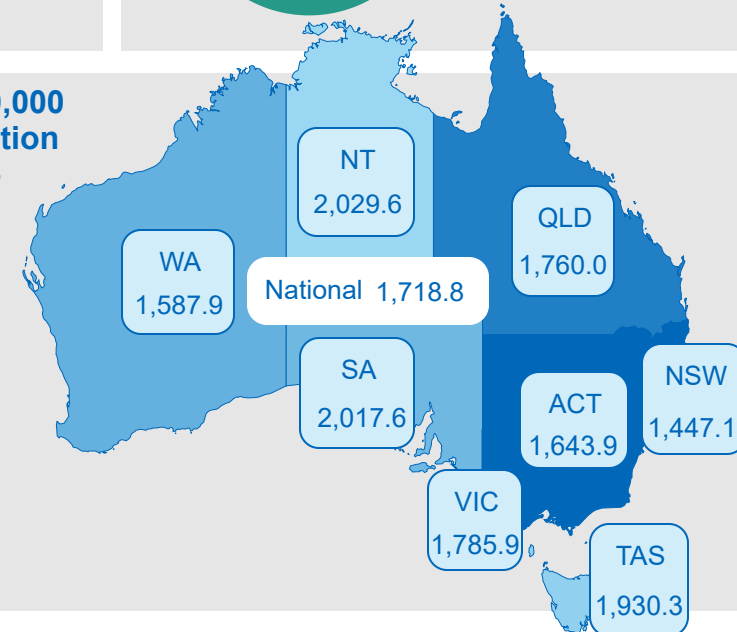 ,000
tion
NT
2,029.6
QLD
1,760.0
WA
1,587.9
National 1,718.8
SA
2,017.6
NSW
1,447.1
ACT
1,643.9
VIC
1,785.9
TAS
1,930.3